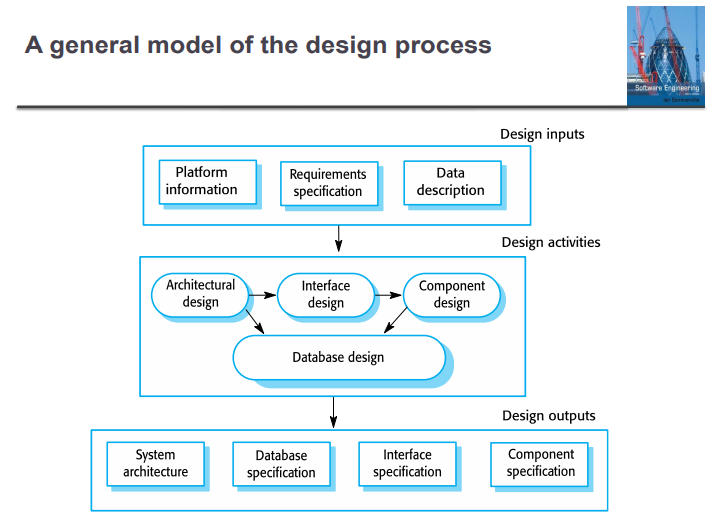 A general model of the design process
Software Engineering
Ian Sommerville
Design inputs
Platform
information
Requirements
specification
Data
description
Design activities
Architectural
design
Interface
design
Component
design
Database design
Design outputs
System
architecture
Database
specification
Interface
specification
Component
specification